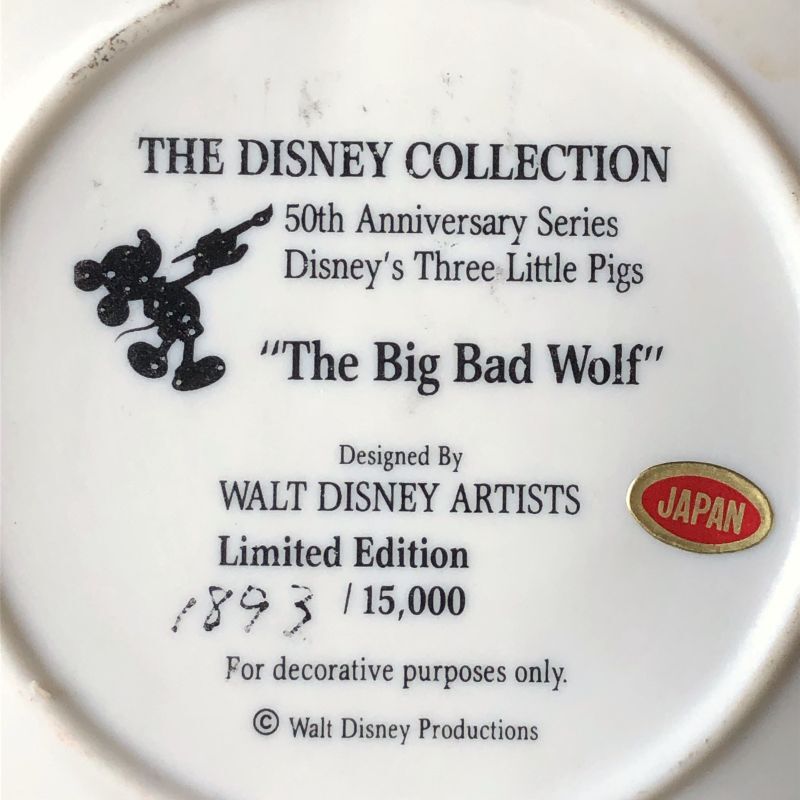 THE DISNEY COLLECTION
50th Anniversary Series
Disney's Three Little Pigs
"The Big Bad Wolf"
Designed By
WALT DISNEY ARTISTS
JAPAN
Limited Edition
1893 / 15,000
For decorative purposes only.
© Walt Disney Productions